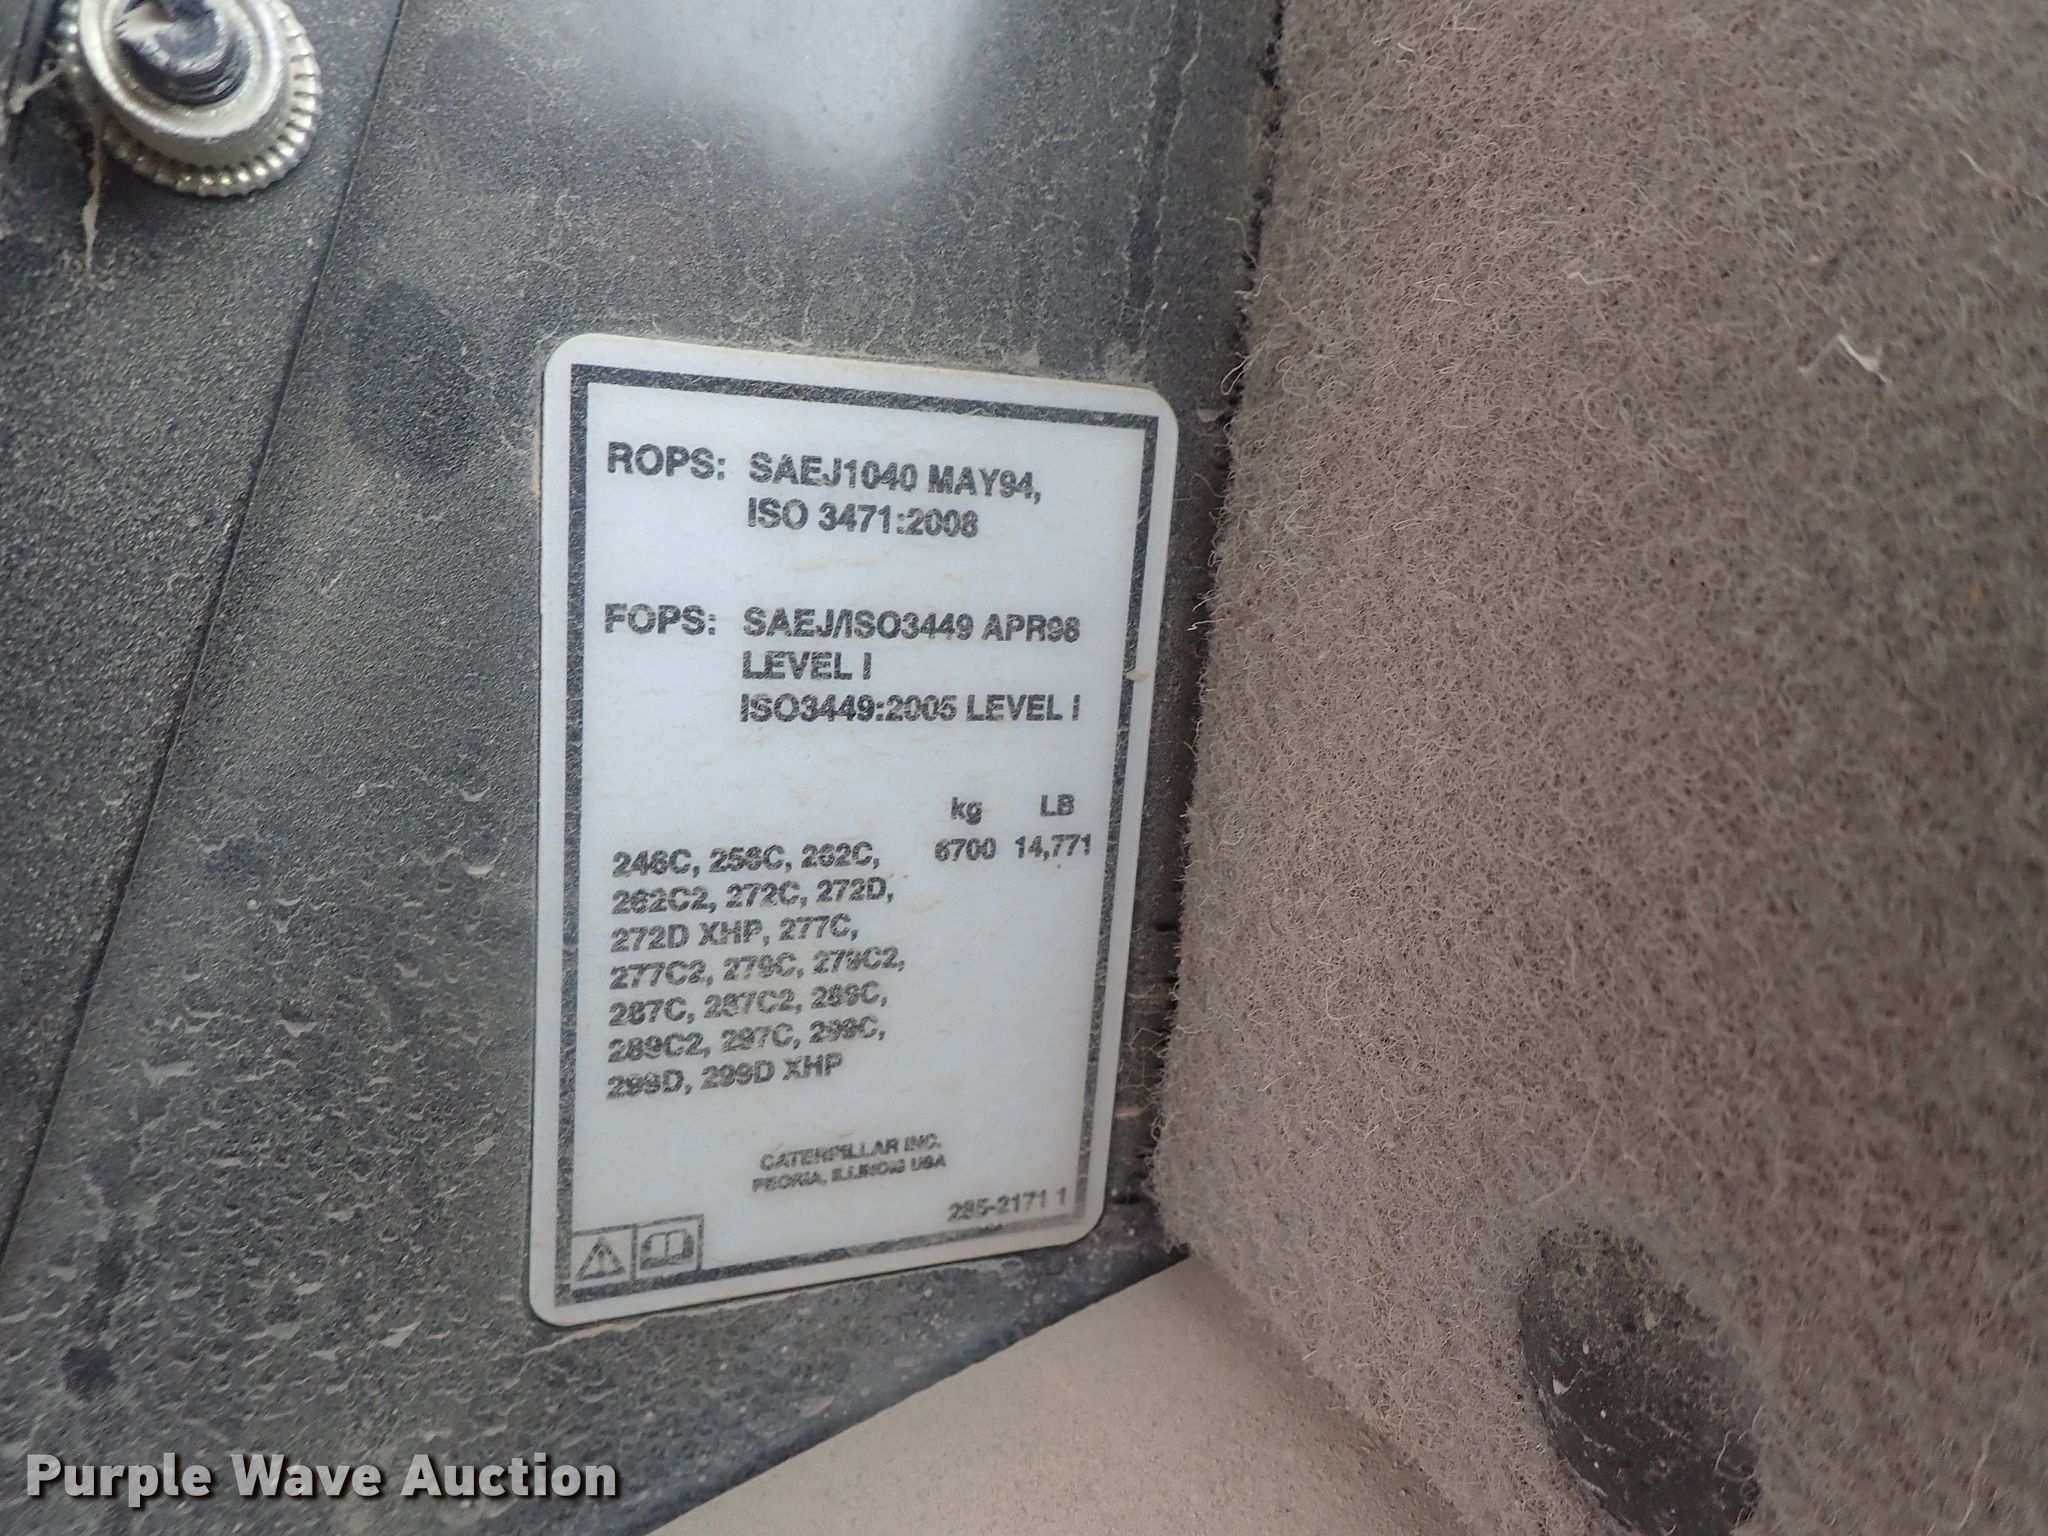 ROPS: SAEJ1040 MAY94,
ISO 3471:2008
FOPS: SAEJ/ISO3449 APR98
LEVEL I
ISO3449:2005 LEVEL I
kg LB
246C, 256C, 262C, 6700 14,771
262C2, 272C, 272D,
272D XHP, 277C,
277C2, 279C, 279C2,
287C, 287C2, 289C,
289C2, 297C, 299C,
299D, 299D XHP
CATERPILLAR INC.
PEORIA, ILLINOIS USA
285-2171 1
Purple Wave Auction